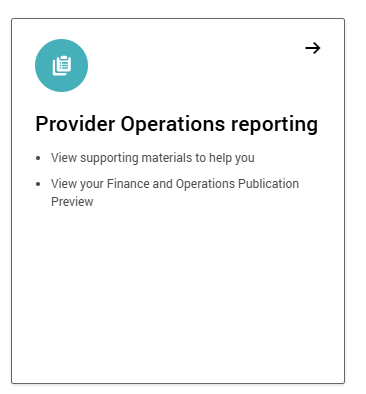 Provider Operations reporting
View supporting materials to help you
View your Finance and Operations Publication
Preview